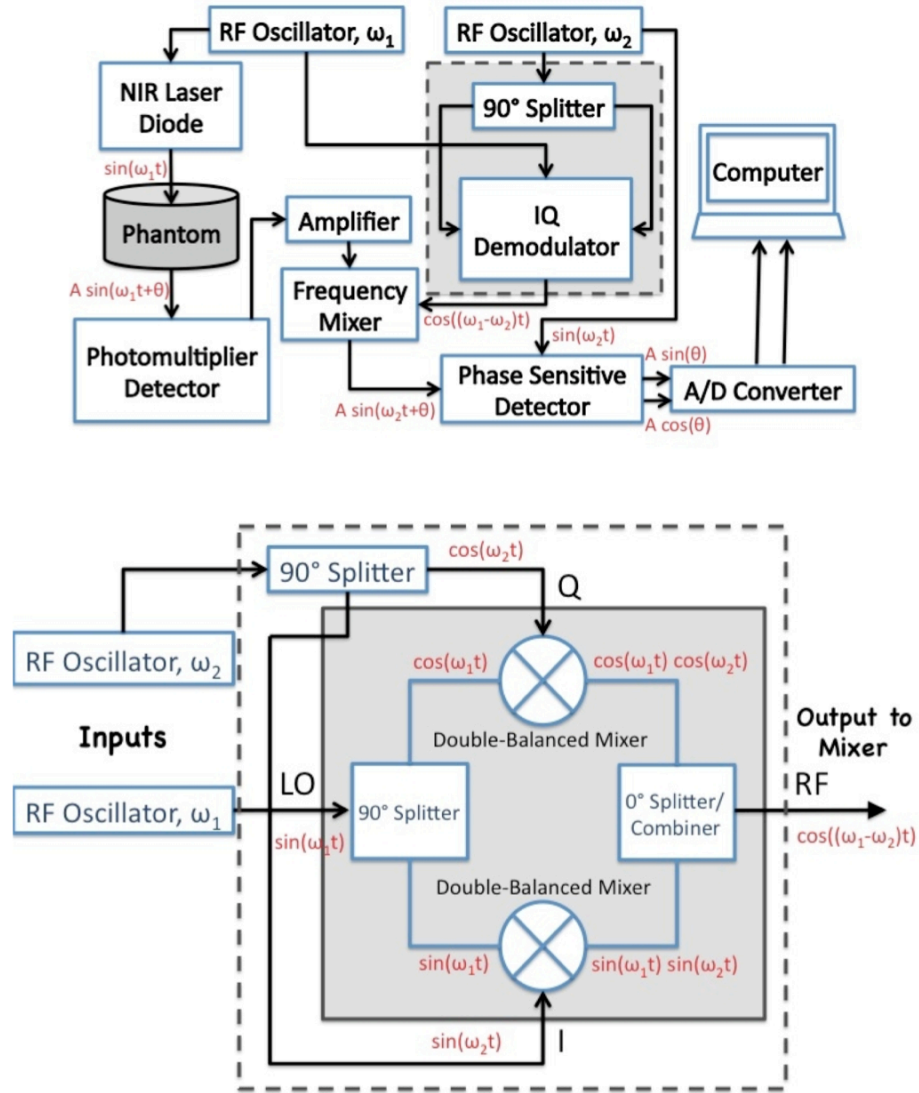 RF Oscillator, ω₁
RF Oscillator, ω₂
NIR Laser
Diode
90° Splitter
sin(ω₁t)
Computer
Phantom
Amplifier
IQ
Demodulator
A sin(ω₁t+θ)
Frequency
Mixer
cos((ω₁-ω₂)t)
sin(ω₂t)
Photomultiplier
Detector
Phase Sensitive
Detector
A sin(θ)
A/D Converter
A sin(ω₂t+θ)
A cos(θ)
cos(ω₂t)
90° Splitter
Q
RF Oscillator, ω₂
cos(ω₁t)
cos(ω₁t) cos(ω₂t)
Inputs
Double-Balanced Mixer
Output to
Mixer
LO
RF
RF Oscillator, ω₁
90° Splitter
0° Splitter/
Combiner
sin(ω₁t)
cos((ω₁-ω₂)t)
Double-Balanced Mixer
sin(ω₁t)
sin(ω₁t) sin(ω₂t)
sin(ω₂t)
I